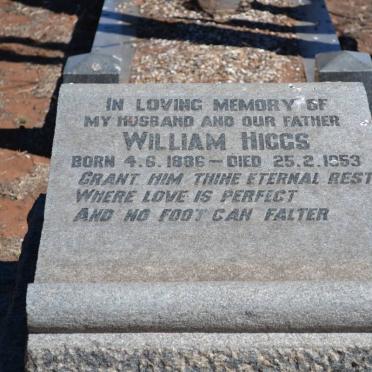 IN LOVING MEMORY OF
MY HUSBAND AND OUR FATHER
WILLIAM HIGGS
BORN 4.6.1886 – DIED 25.2.1953
GRANT HIM THINE ETERNAL REST
WHERE LOVE IS PERFECT
AND NO FOOT CAN FALTER